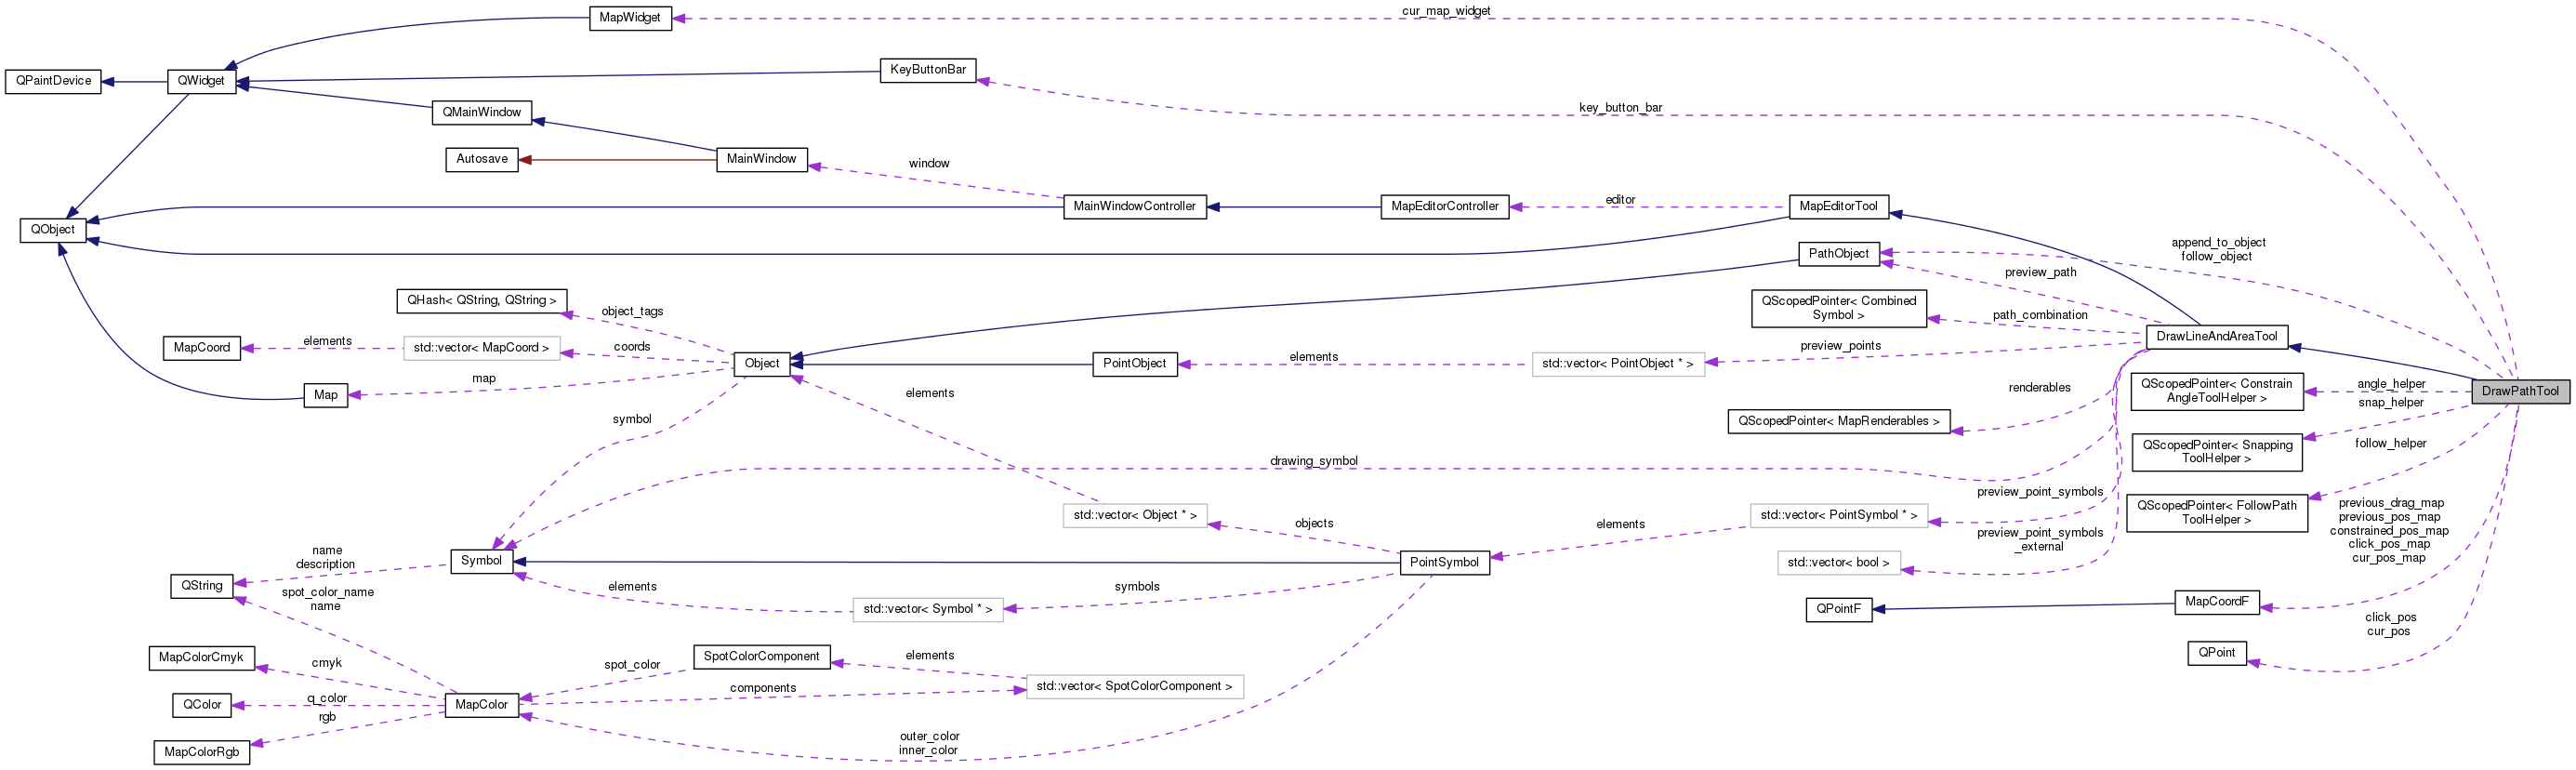 MapWidget
cur_map_widget
QPaintDevice
QWidget
KeyButtonBar
key_button_bar
QMainWindow
Autosave
MainWindow
window
QObject
MainWindowController
MapEditorController
editor
MapEditorTool
PathObject
append_to_object
follow_object
preview_path
QHash< QString, QString >
object_tags
QScopedPointer< Combined
Symbol >
path_combination
DrawLineAndAreaTool
MapCoord
elements
std::vector< MapCoord >
coords
Object
PointObject
elements
std::vector< PointObject * >
preview_points
Map
map
elements
renderables
QScopedPointer< Constrain
AngleToolHelper >
angle_helper
DrawPathTool
snap_helper
symbol
QScopedPointer< MapRenderables >
QScopedPointer< Snapping
ToolHelper >
follow_helper
drawing_symbol
preview_point_symbols
std::vector< Object * >
objects
elements
std::vector< PointSymbol * >
QScopedPointer< FollowPath
ToolHelper >
previous_drag_map
previous_pos_map
constrained_pos_map
click_pos_map
cur_pos_map
preview_point_symbols
_external
name
description
Symbol
PointSymbol
std::vector< bool >
QString
spot_color_name
name
elements
std::vector< Symbol * >
symbols
QPointF
MapCoordF
click_pos
cur_pos
MapColorCmyk
cmyk
spot_color
SpotColorComponent
elements
QPoint
QColor
q_color
rgb
MapColor
components
std::vector< SpotColorComponent >
MapColorRgb
outer_color
inner_color